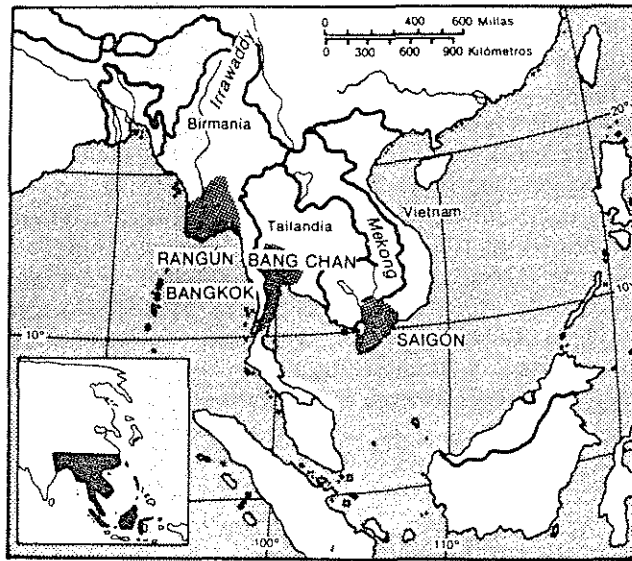 0 400 600 Millas
0 300 600 900 Kilómetros
Irrawaddy
Birmania
20°
Tailandia
Mekong
Vietnam
RANGÚN BANG CHAN
BANGKOK
10°
10°
SAIGÓN
100°
110°